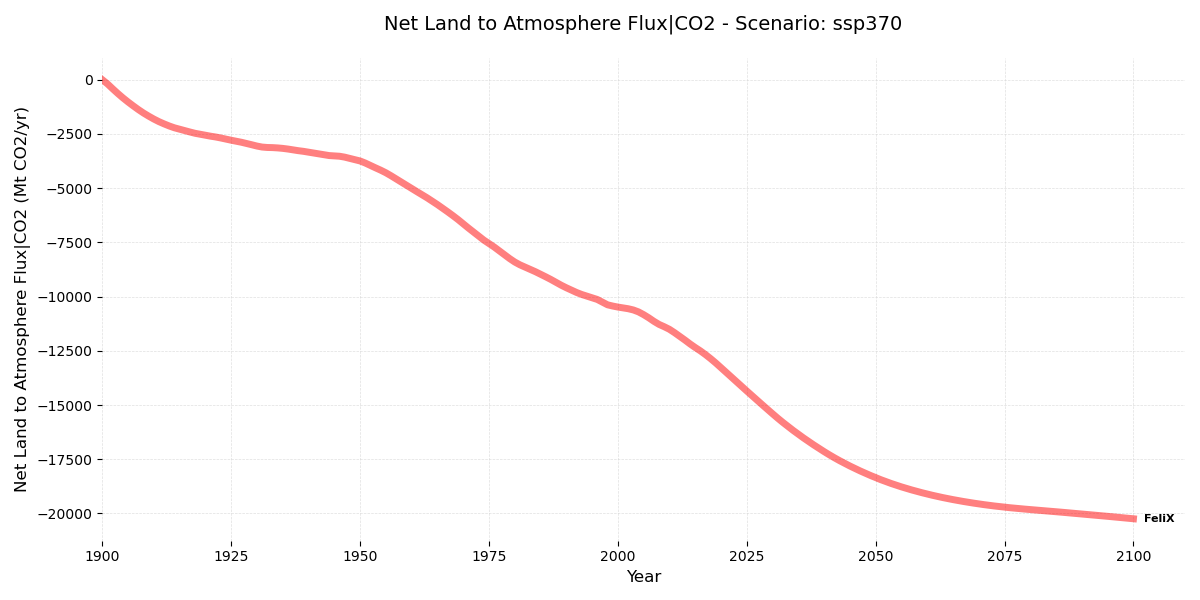 Net Land to Atmosphere Flux|CO2 - Scenario: ssp370
Net Land to Atmosphere Flux|CO2 (Mt CO2/yr)
0
−2500
−5000
−7500
−10000
−12500
−15000
−17500
−20000
FeliX
1900 1925 1950 1975 2000 2025 2050 2075 2100
Year